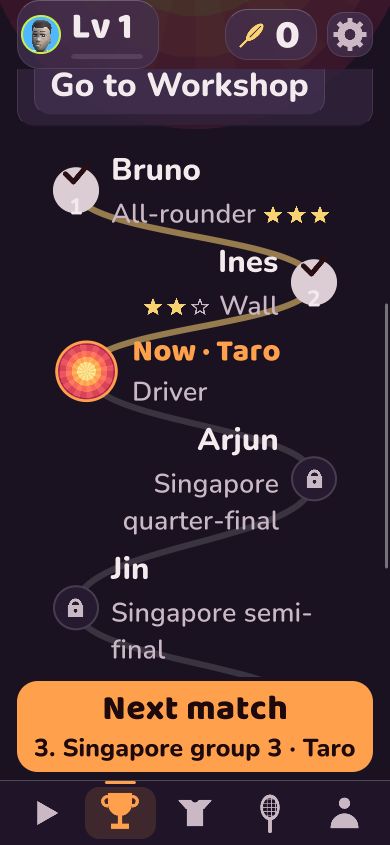 Lv 1
0
Go to Workshop
Bruno
1
All-rounder ★★★
Ines
2
★★☆ Wall
Now · Taro
Driver
Arjun
Singapore
quarter-final
Jin
Singapore semi-
final
Next match
3. Singapore group 3 · Taro